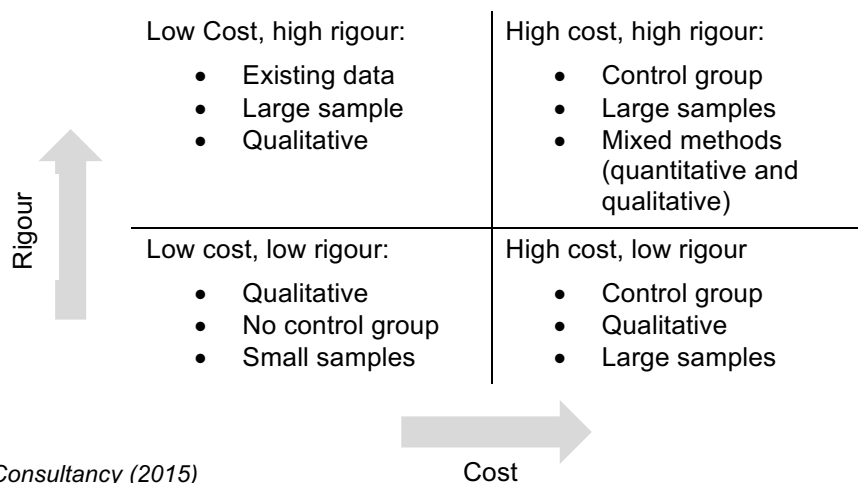 Low Cost, high rigour:
• Existing data
• Large sample
• Qualitative
High cost, high rigour:
• Control group
• Large samples
• Mixed methods
(quantitative and
qualitative)
Rigour
Low cost, low rigour:
• Qualitative
• No control group
• Small samples
High cost, low rigour
• Control group
• Qualitative
• Large samples
Cost
Consultancy (2015)